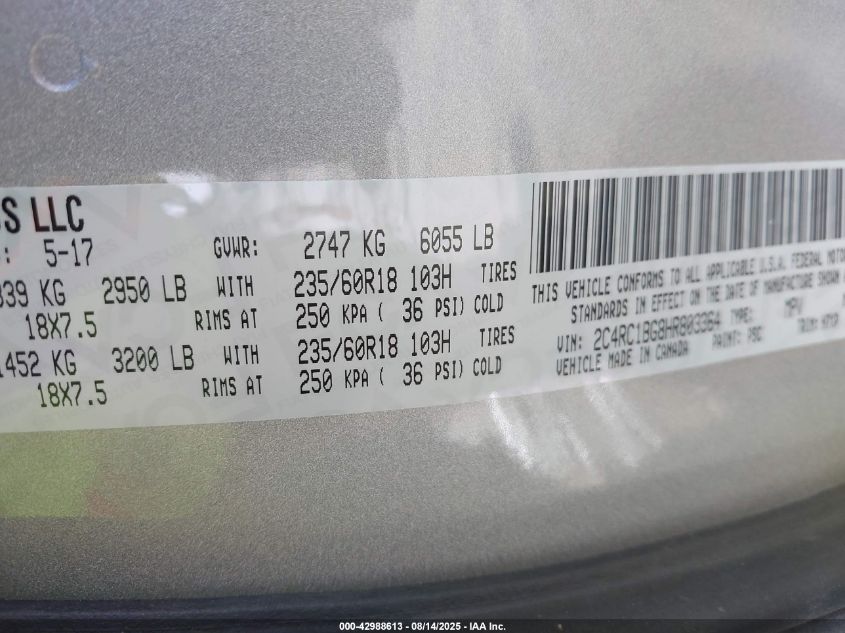 LLC
5-17 GVWR: 2747 KG 6055 LB
KG 2950 LB WITH 235/60R18 103H TIRES
18X7.5 RIMS AT 250 KPA ( 36 PSI) COLD
1452 KG 3200 LB WITH 235/60R18 103H TIRES
18X7.5 RIMS AT 250 KPA ( 36 PSI) COLD
THIS VEHICLE CONFORMS TO ALL APPLICABLE U.S.A. FEDERAL MOTOR
STANDARDS IN EFFECT ON THE DATE OF MANUFACTURE SHOWN
VIN: 2C4RC1BG8HR803364 TYPE: MPV
VEHICLE MADE IN CANADA PAINT: PSC TRIM:
000-42988613 - 08/14/2025 - IAA Inc.